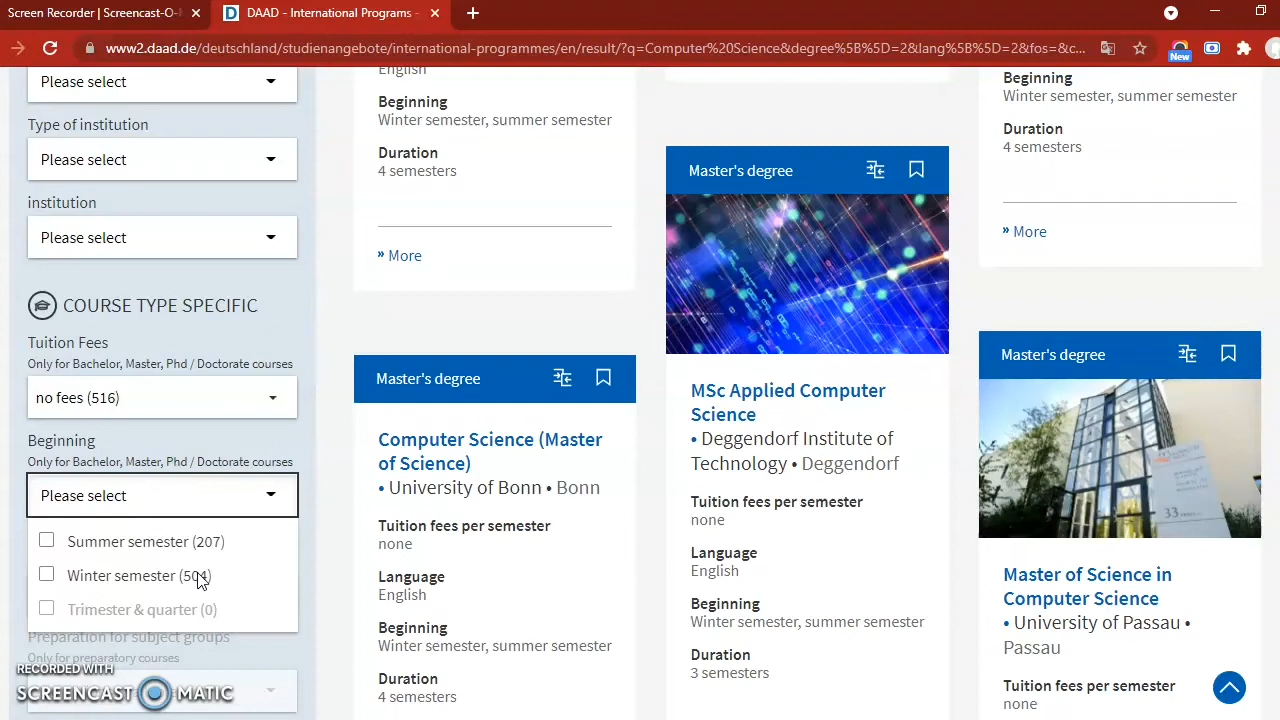 Screen Recorder | Screencast-O-
DAAD - International Programs -
www2.daad.de/deutschland/studienangebote/international-programmes/en/result/?q=Computer%20Science&degree%5B%5D=2&lang%5B%5D=2&fos=&c...
New
Please select
Type of institution
Please select
institution
Please select
COURSE TYPE SPECIFIC
Tuition Fees
Only for Bachelor, Master, Phd / Doctorate courses
no fees (516)
Beginning
Only for Bachelor, Master, Phd / Doctorate courses
Please select
Summer semester (207)
Winter semester (504)
Trimester & quarter (0)
Preparation for subject groups
Only for preparatory courses
RECORDED WITH
SCREENCAST MATIC
English
Beginning
Winter semester, summer semester
Duration
4 semesters
» More
Master's degree
Computer Science (Master
of Science)
• University of Bonn • Bonn
Tuition fees per semester
none
Language
English
Beginning
Winter semester, summer semester
Duration
4 semesters
Master's degree
MSc Applied Computer
Science
• Deggendorf Institute of
Technology • Deggendorf
Tuition fees per semester
none
Language
English
Beginning
Winter semester, summer semester
Duration
3 semesters
Beginning
Winter semester, summer semester
Duration
4 semesters
» More
Master's degree
Master of Science in
Computer Science
• University of Passau •
Passau
Tuition fees per semester
none